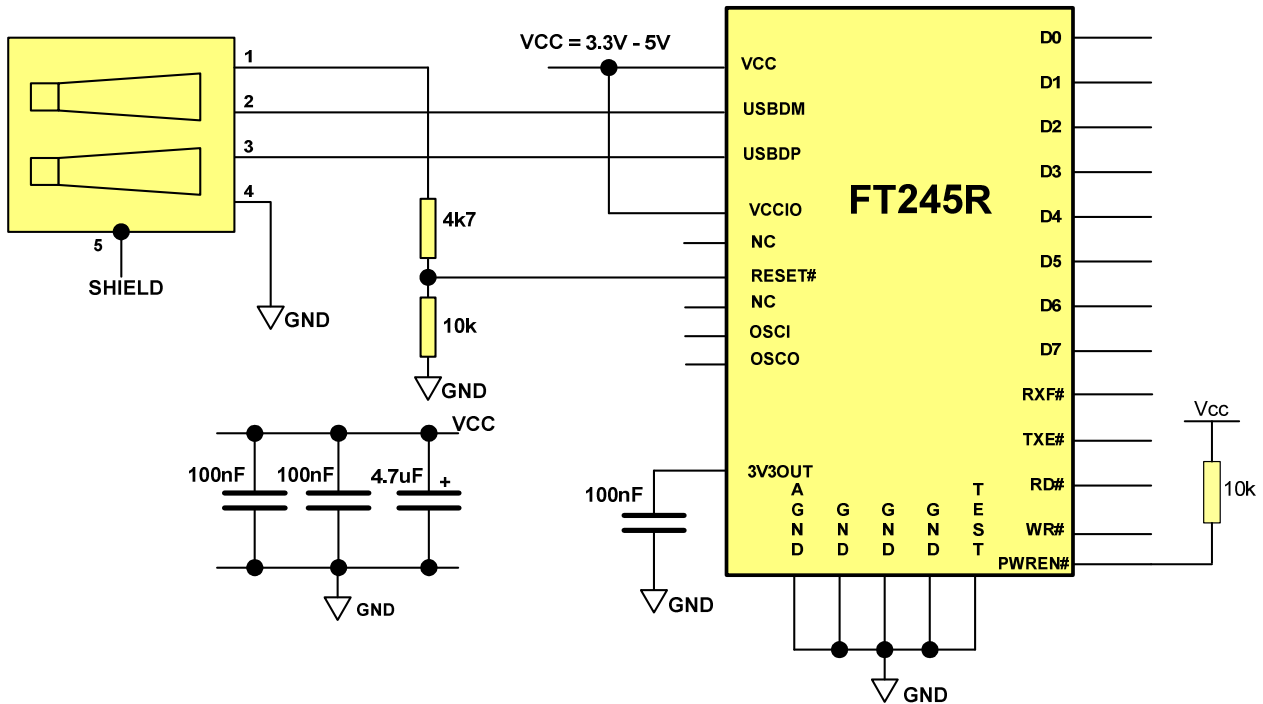 1
2
3
4
5
SHIELD
GND
VCC = 3.3V - 5V
4k7
10k
GND
VCC
100nF
100nF
4.7uF
+
GND
100nF
GND
FT245R
VCC
USBDM
USBDP
VCCIO
NC
RESET#
NC
OSCI
OSCO
3V3OUT
AGND
GND
GND
GND
TEST
GND
D0
D1
D2
D3
D4
D5
D6
D7
RXF#
TXE#
RD#
WR#
PWREN#
Vcc
10k